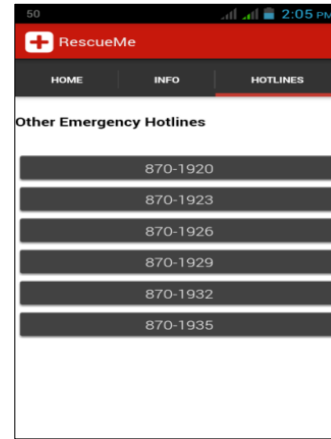 50 2:05 PM
RescueMe
HOME INFO HOTLINES
Other Emergency Hotlines
870-1920
870-1923
870-1926
870-1929
870-1932
870-1935